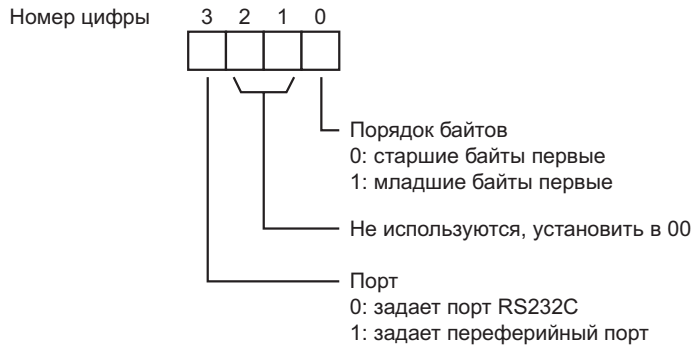 Номер цифры 3 2 1 0
Порядок байтов
0: старшие байты первые
1: младшие байты первые
Не используются, установить в 00
Порт
0: задает порт RS232C
1: задает переферийный порт